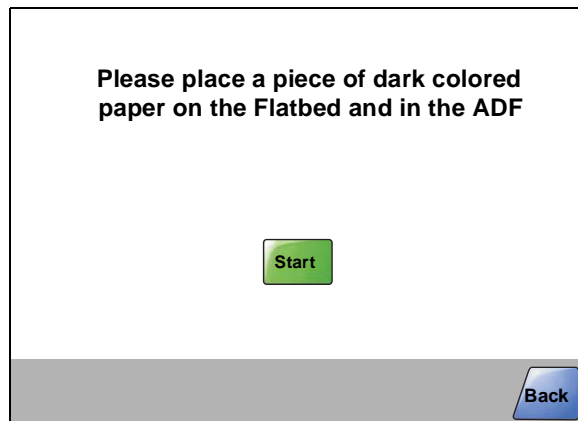 Please place a piece of dark colored
paper on the Flatbed and in the ADF
Start
Back